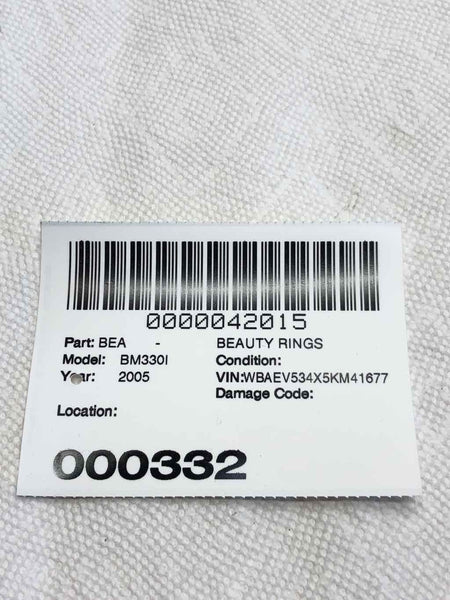 0000042015
Part: BEA - BEAUTY RINGS
Model: BM330I Condition:
Year: 2005 VIN:WBAEV534X5KM41677
Damage Code:
Location:
000332